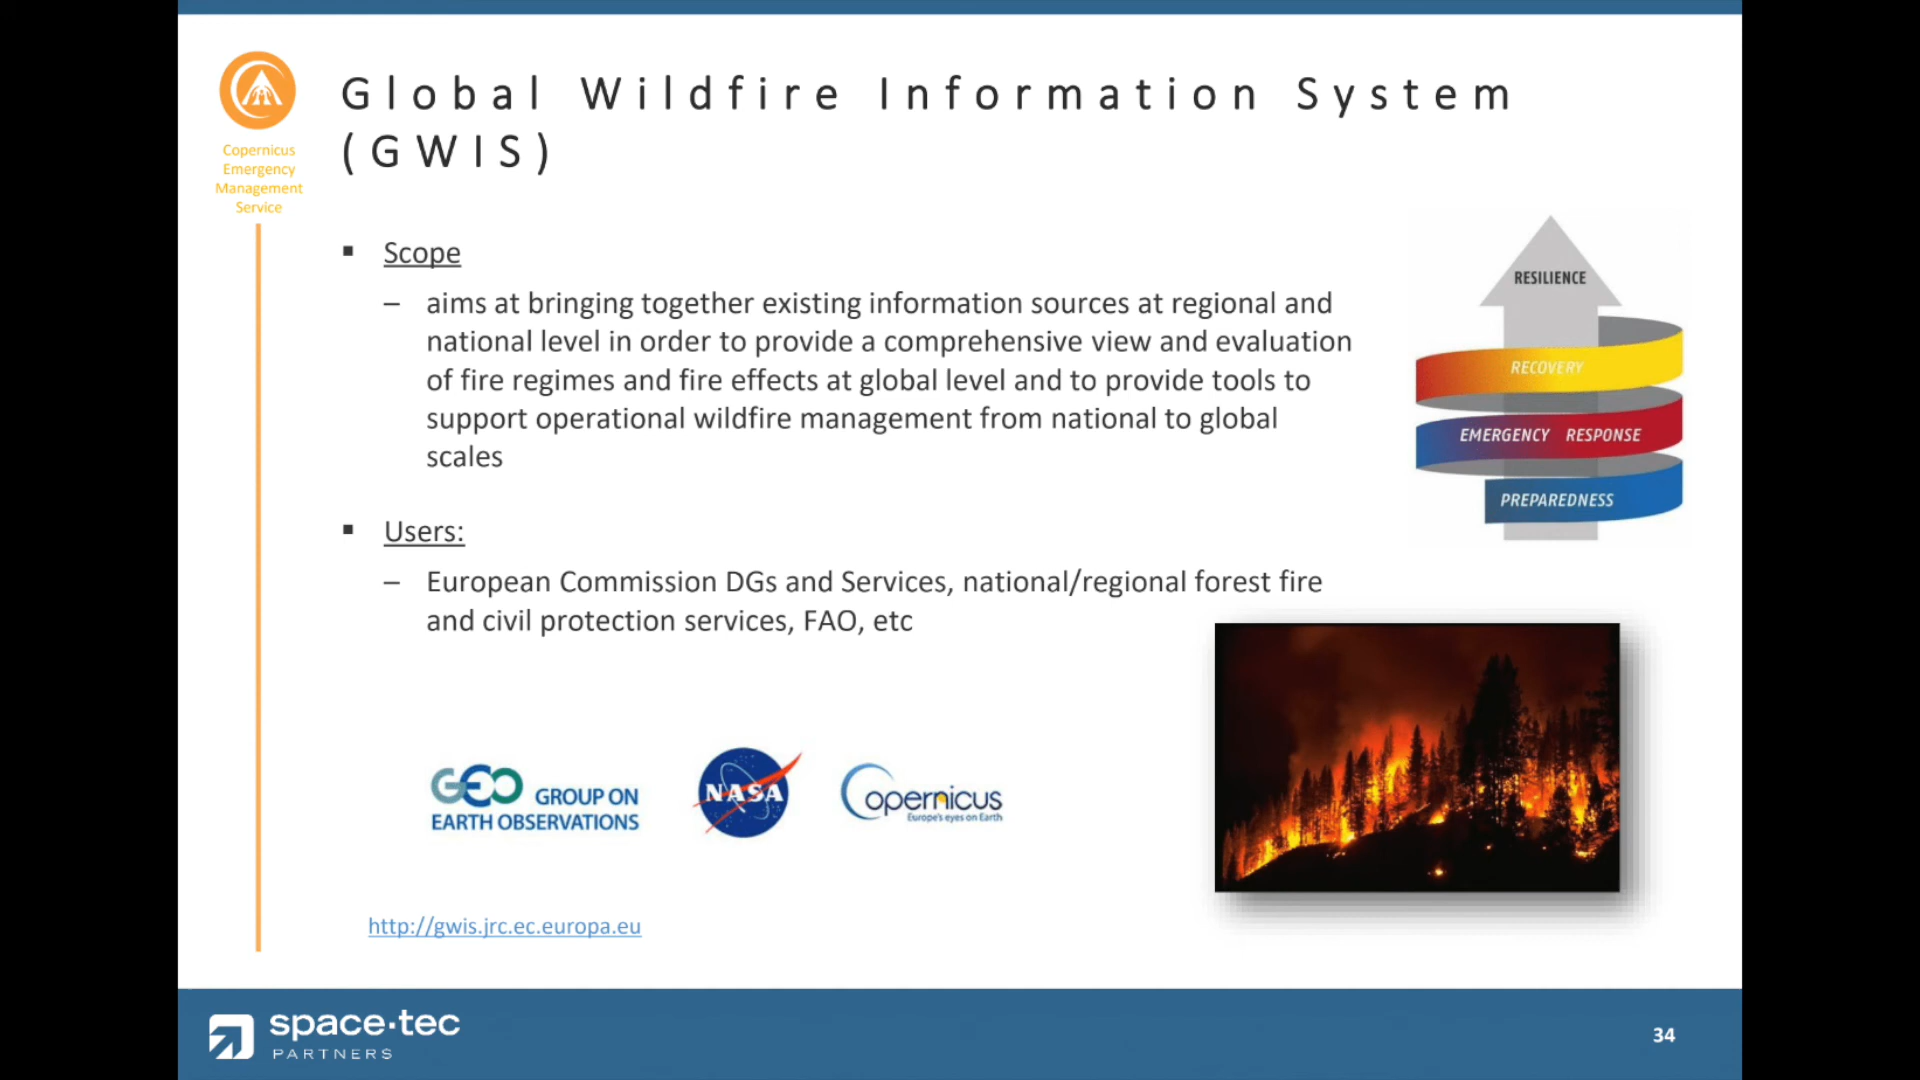 Global Wildfire Information System
(GWIS)
Copernicus
Emergency
Management
Service
▪ Scope
– aims at bringing together existing information sources at regional and
national level in order to provide a comprehensive view and evaluation
of fire regimes and fire effects at global level and to provide tools to
support operational wildfire management from national to global
scales
▪ Users:
– European Commission DGs and Services, national/regional forest fire
and civil protection services, FAO, etc
RESILIENCE
RECOVERY
EMERGENCY RESPONSE
PREPAREDNESS
GEO GROUP ON
EARTH OBSERVATIONS
NASA
Copernicus
Europe's eyes on Earth
http://gwis.jrc.ec.europa.eu
space·tec
PARTNERS
34